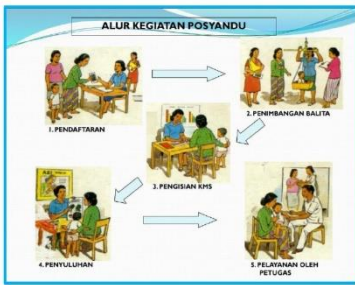 ALUR KEGIATAN POSYANDU
1. PENDAFTARAN
2. PENIMBANGAN BALITA
3. PENGISIAN KMS
4. PENYULUHAN
5. PELAYANAN OLEH
PETUGAS